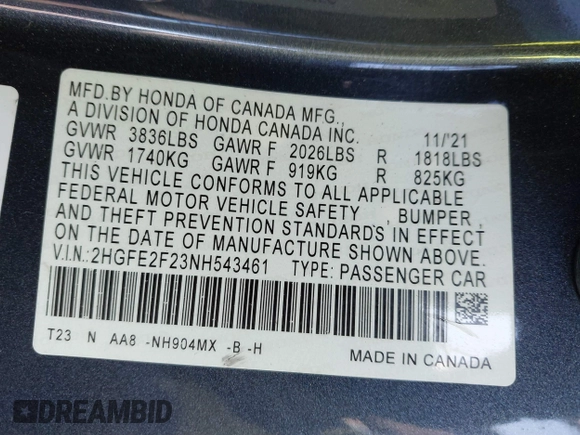 MFD.BY HONDA OF CANADA MFG.,
A DIVISION OF HONDA CANADA INC. 11/'21
GVWR 3836LBS GAWR F 2026LBS R 1818LBS
GVWR 1740KG GAWR F 919KG R 825KG
THIS VEHICLE CONFORMS TO ALL APPLICABLE
FEDERAL MOTOR VEHICLE SAFETY , BUMPER ,
AND THEFT PREVENTION STANDARDS IN EFFECT
ON THE DATE OF MANUFACTURE SHOWN ABOVE.
V.I.N.:2HGFE2F23NH543461 TYPE:PASSENGER CAR
T23 N AA8 -NH904MX -B -H
MADE IN CANADA
DREAMBID